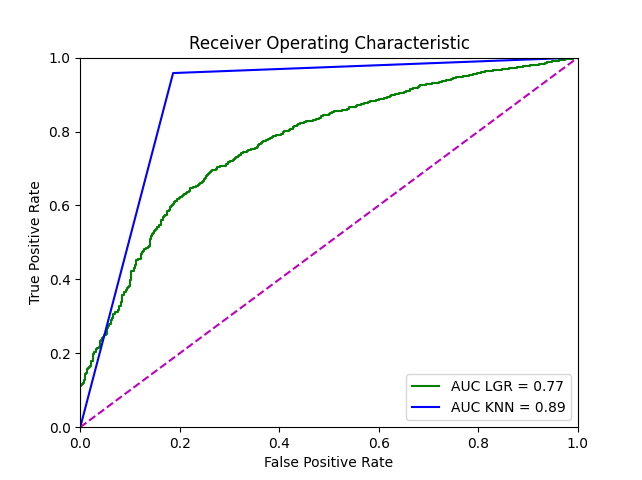 Receiver Operating Characteristic
True Positive Rate
1.0
0.8
0.6
0.4
0.2
0.0
AUC LGR = 0.77
AUC KNN = 0.89
0.0 0.2 0.4 0.6 0.8 1.0
False Positive Rate